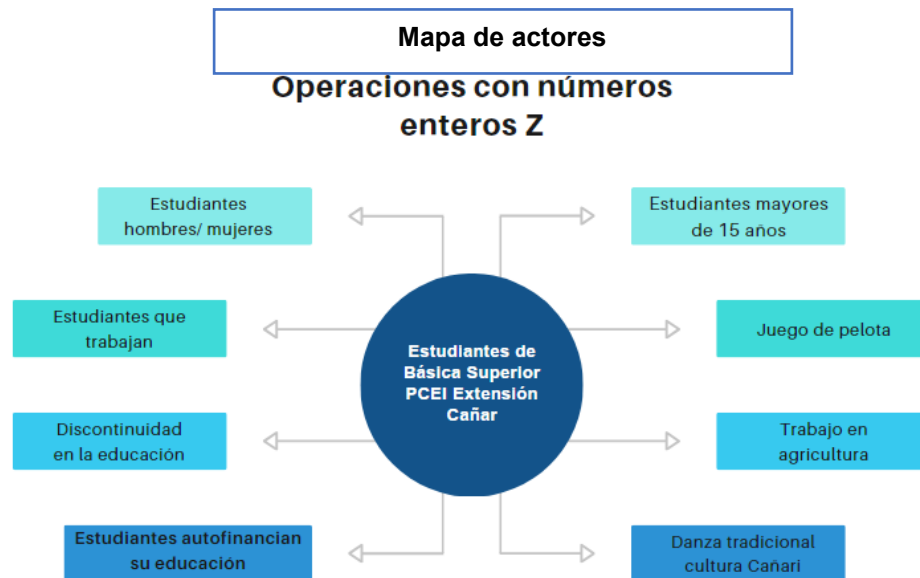 Mapa de actores
Operaciones con números
enteros Z
Estudiantes
hombres/ mujeres
Estudiantes mayores
de 15 años
Estudiantes que
trabajan
Juego de pelota
Estudiantes de
Básica Superior
PCEI Extensión
Cañar
Discontinuidad
en la educación
Trabajo en
agricultura
Estudiantes autofinancian
su educación
Danza tradicional
cultura Cañari